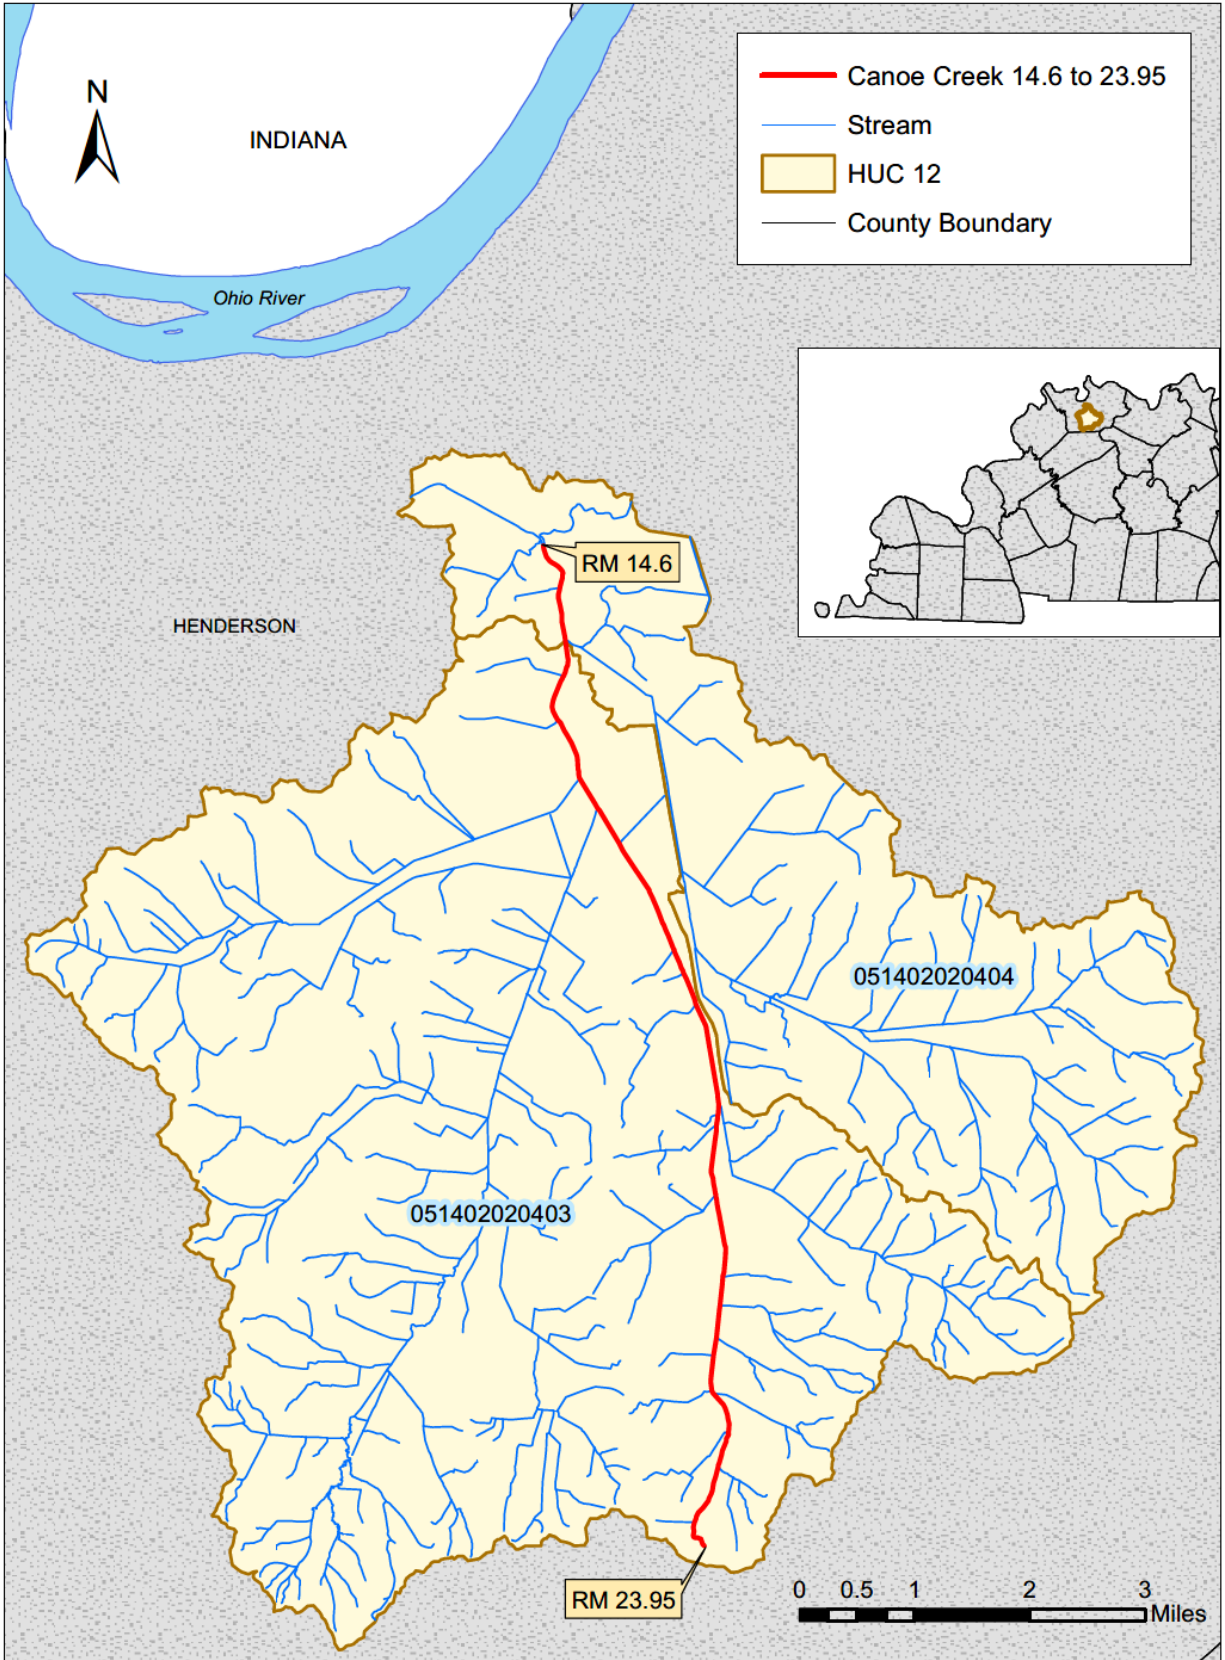 Canoe Creek 14.6 to 23.95
Stream
HUC 12
County Boundary
N
INDIANA
Ohio River
RM 14.6
HENDERSON
051402020404
051402020403
RM 23.95
0 0.5 1 2 3
Miles